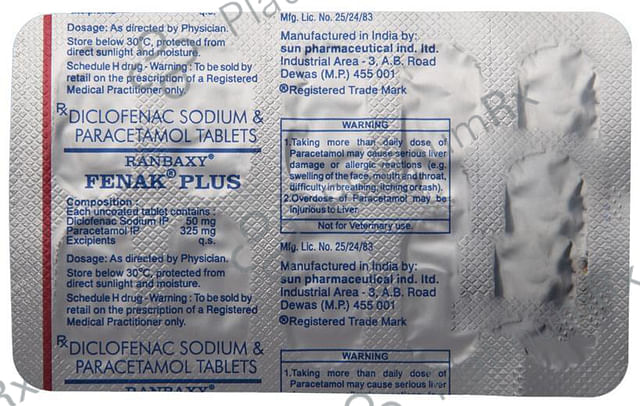 Excipients q.s.
Dosage: As directed by Physician.
Store below 30°C, protected from
direct sunlight and moisture.
Schedule H drug - Warning : To be sold by
retail on the prescription of a Registered
Medical Practitioner only.
Rx DICLOFENAC SODIUM &
PARACETAMOL TABLETS
RANBAXY®
FENAK® PLUS
Composition :
Each uncoated tablet contains :
Diclofenac Sodium IP 50 mg
Paracetamol IP 325 mg
Excipients q.s.
Dosage: As directed by Physician.
Store below 30°C, protected from
direct sunlight and moisture.
Schedule H drug - Warning : To be sold by
retail on the prescription of a Registered
Medical Practitioner only.
Rx DICLOFENAC SODIUM &
PARACETAMOL TABLETS
RANBAXY®
Mfg. Lic. No. 25/24/83
Manufactured in India by:
sun pharmaceutical ind. ltd.
Industrial Area - 3, A.B. Road
Dewas (M.P.) 455 001
®Registered Trade Mark
WARNING
1.Taking more than daily dose of
Paracetamol may cause serious liver
damage or allergic reactions (e.g.
swelling of the face, mouth and throat,
difficulty in breathing, itching or rash).
2.Overdose of Paracetamol may be
injurious to Liver
Not for Veterinary use.
Mfg. Lic. No. 25/24/83
Manufactured in India by:
sun pharmaceutical ind. ltd.
Industrial Area - 3, A.B. Road
Dewas (M.P.) 455 001
®Registered Trade Mark
WARNING
1.Taking more than daily dose of
Paracetamol may cause serious liver